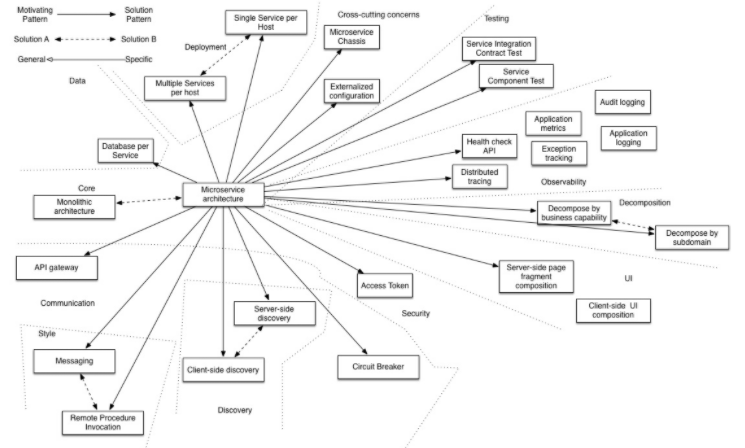 Motivating
Pattern
Solution
Pattern
Solution A
Solution B
General
Specific
Data
Deployment
Single Service per
Host
Multiple Services
per host
Cross-cutting concerns
Microservice
Chassis
Externalized
configuration
Testing
Service Integration
Contract Test
Service
Component Test
Audit logging
Application
metrics
Application
logging
Exception
tracking
Health check
API
Distributed
tracing
Observability
Database per
Service
Core
Monolithic
architecture
Microservice
architecture
Decomposition
Decompose by
business capability
Decompose by
subdomain
API gateway
Server-side page
fragment
composition
UI
Client-side UI
composition
Access Token
Security
Communication
Server-side
discovery
Style
Messaging
Client-side discovery
Circuit Breaker
Discovery
Remote Procedure
Invocation